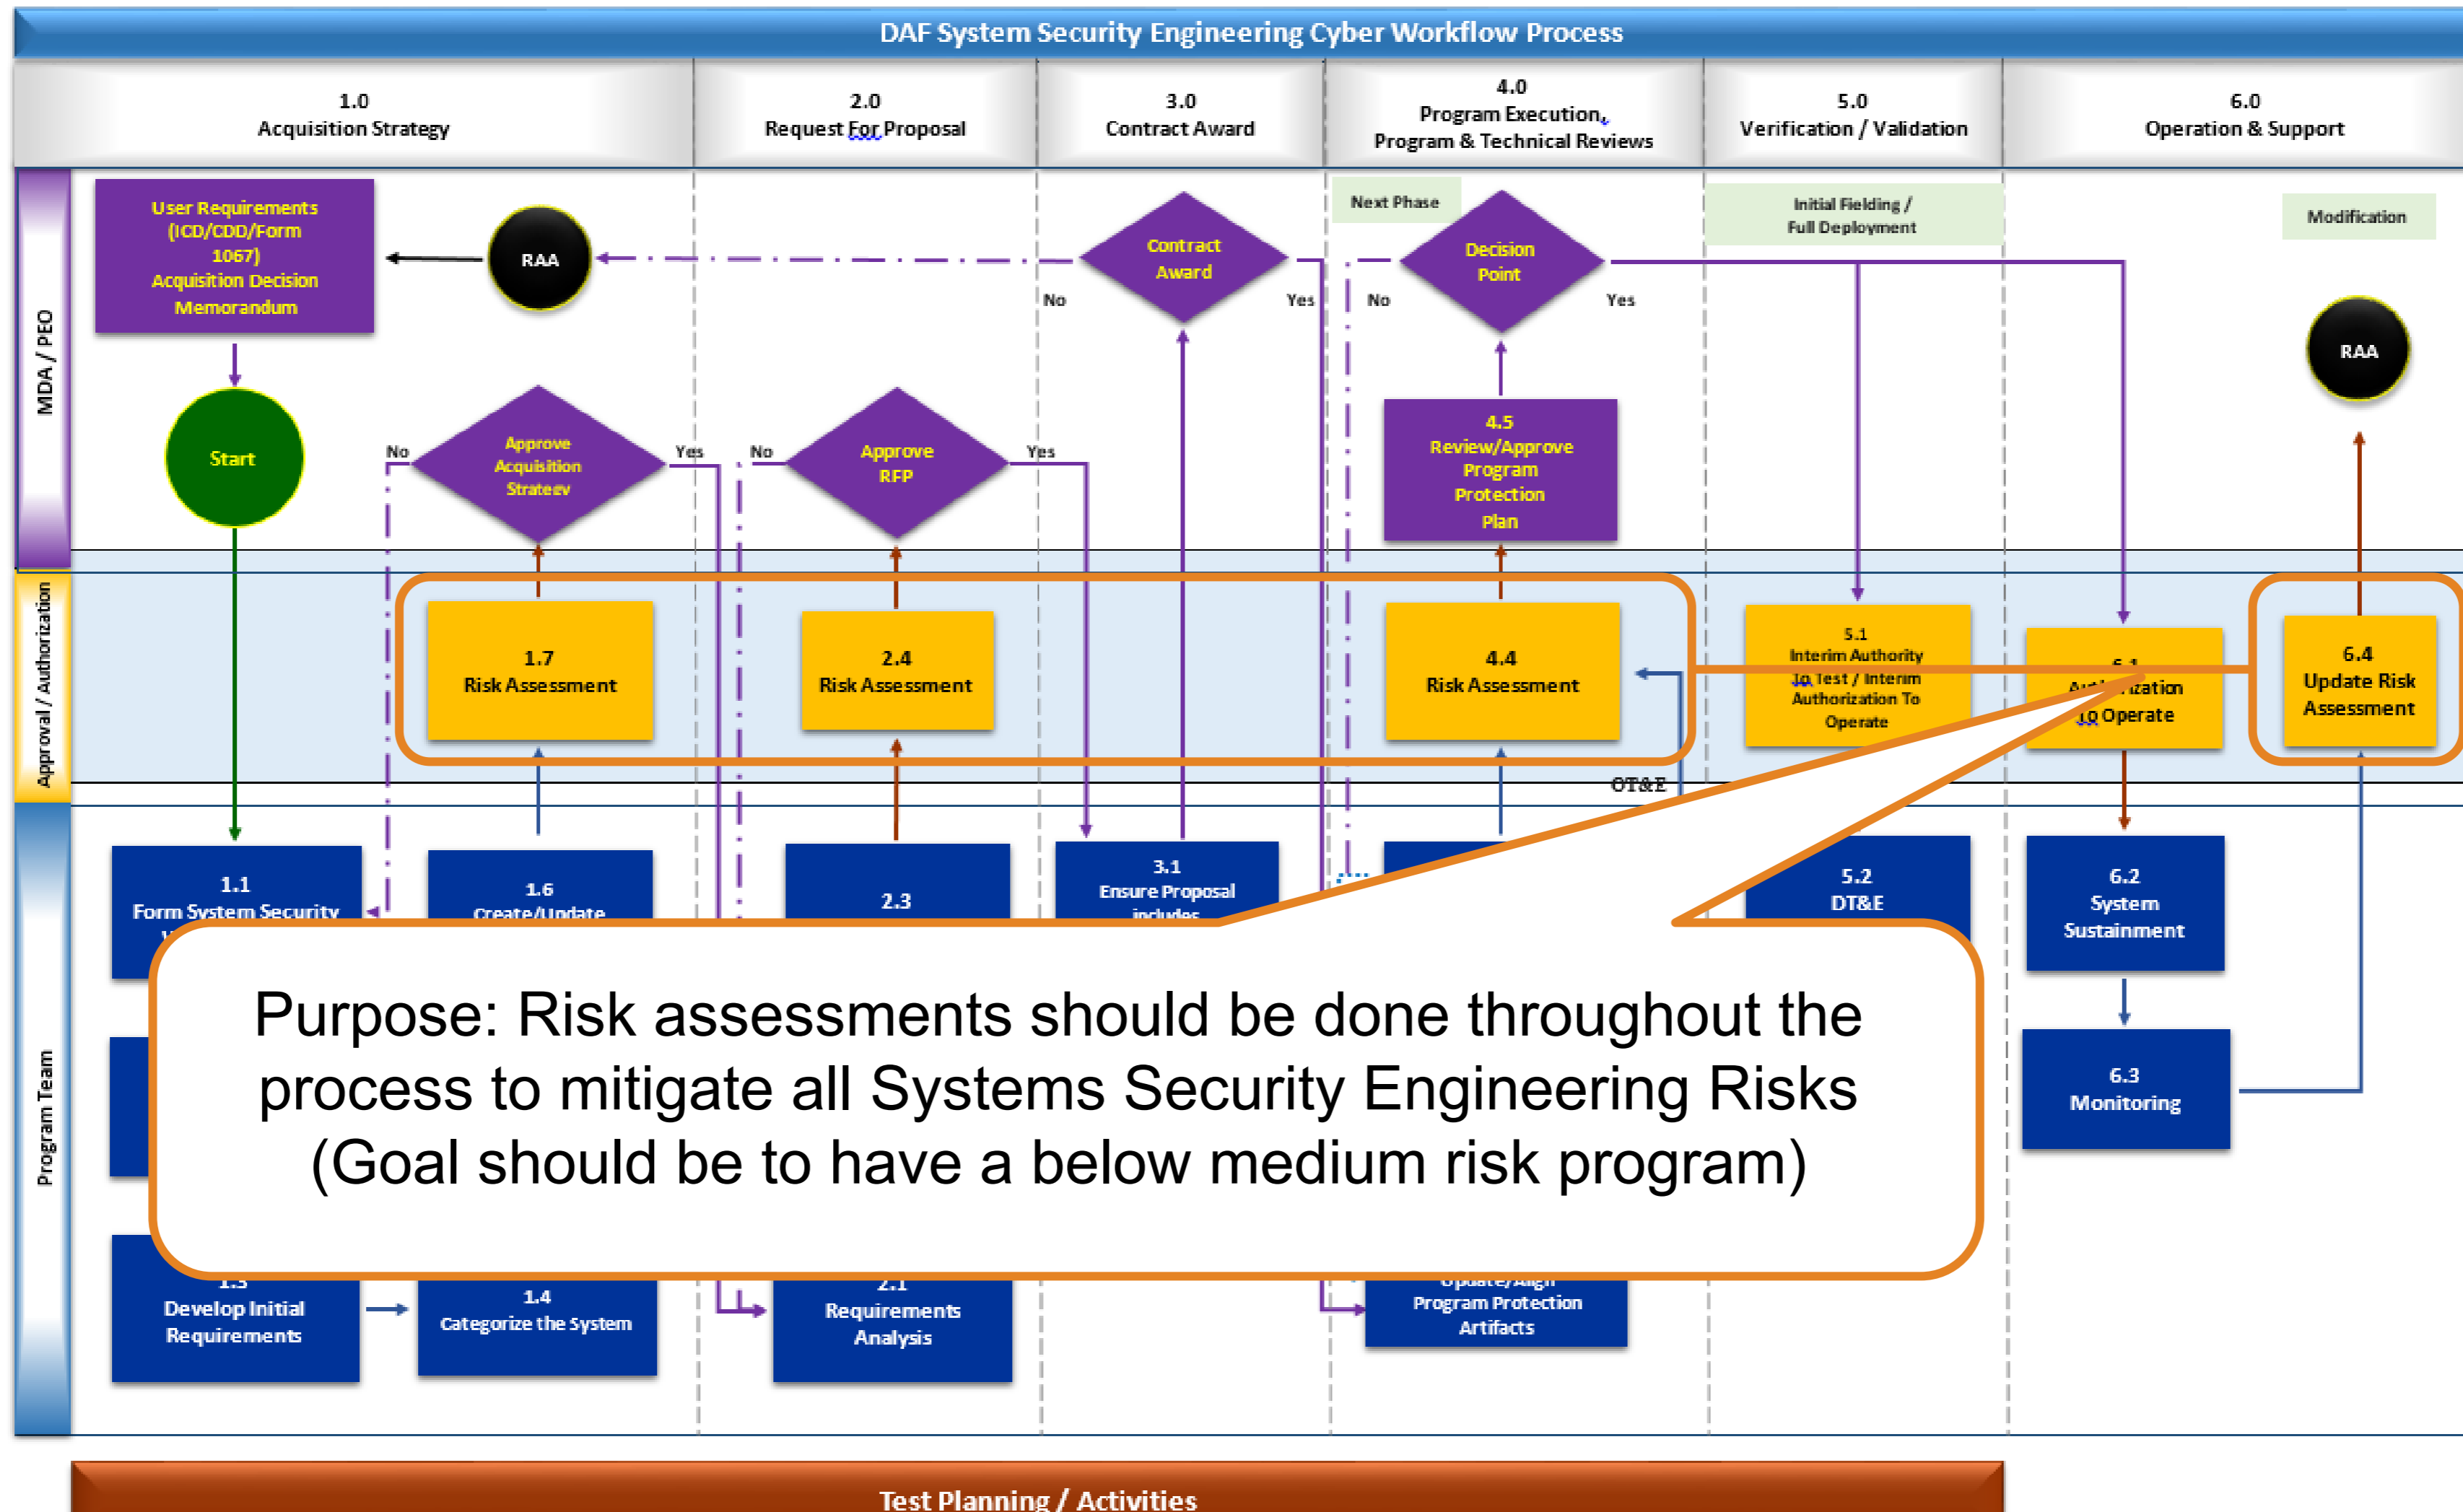 DAF System Security Engineering Cyber Workflow Process
1.0
Acquisition Strategy
2.0
Request For Proposal
3.0
Contract Award
4.0
Program Execution,
Program & Technical Reviews
5.0
Verification / Validation
6.0
Operation & Support
MDA / PEO
User Requirements
(ICD/CDD/Form
1067)
Acquisition Decision
Memorandum
RAA
Contract
Award
No
Yes
Next Phase
Decision
Point
No
Yes
Initial Fielding /
Full Deployment
Modification
RAA
Start
No
Approve
Acquisition
Strategy
Yes
No
Approve
RFP
Yes
4.5
Review/Approve
Program
Protection
Plan
Approval / Authorization
1.7
Risk Assessment
2.4
Risk Assessment
4.4
Risk Assessment
5.1
Interim Authority
To Test / Interim
Authorization To
Operate
6.1
Authorization
To Operate
6.4
Update Risk
Assessment
OT&E
Program Team
1.1
Form System Security
1.6
Create/Update
2.3
3.1
Ensure Proposal
includes
5.2
DT&E
6.2
System
Sustainment
6.3
Monitoring
Purpose: Risk assessments should be done throughout the
process to mitigate all Systems Security Engineering Risks
(Goal should be to have a below medium risk program)
1.3
Develop Initial
Requirements
1.4
Categorize the System
2.1
Requirements
Analysis
Update/Align
Program Protection
Artifacts
Test Planning / Activities